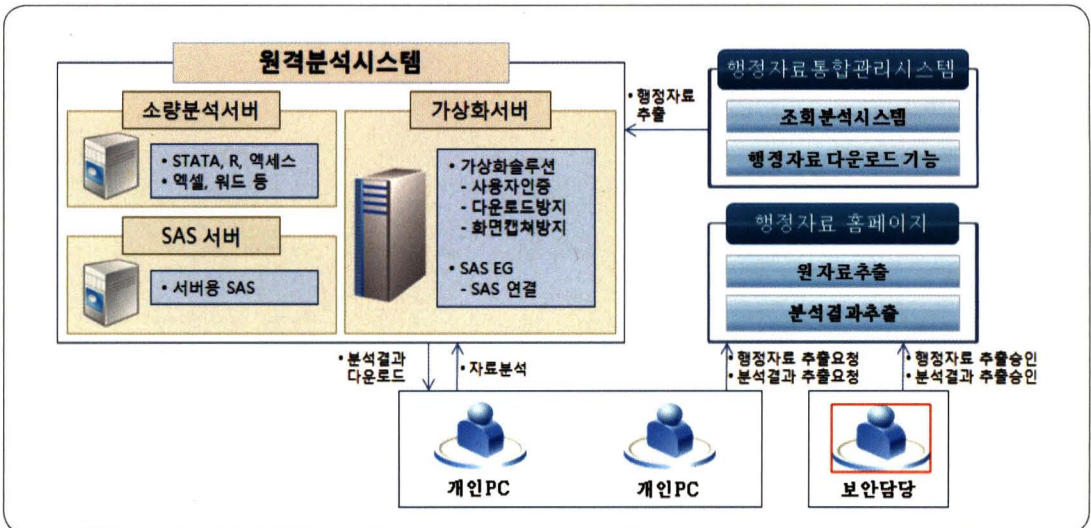 원격분석시스템
소량분석서버
• STATA, R, 엑세스
• 엑셀, 워드 등
SAS 서버
• 서버용 SAS
가상화서버
• 가상화솔루션
- 사용자인증
- 다운로드방지
- 화면캡쳐방지
• SAS EG
- SAS 연결
• 행정자료
추출
행정자료통합관리시스템
조회분석시스템
행정자료다운로드기능
행정자료 홈페이지
원자료추출
분석결과추출
• 분석결과
다운로드
• 자료분석
• 행정자료 추출요청
• 분석결과 추출요청
• 행정자료 추출승인
• 분석결과 추출승인
개인PC
개인PC
보안담당